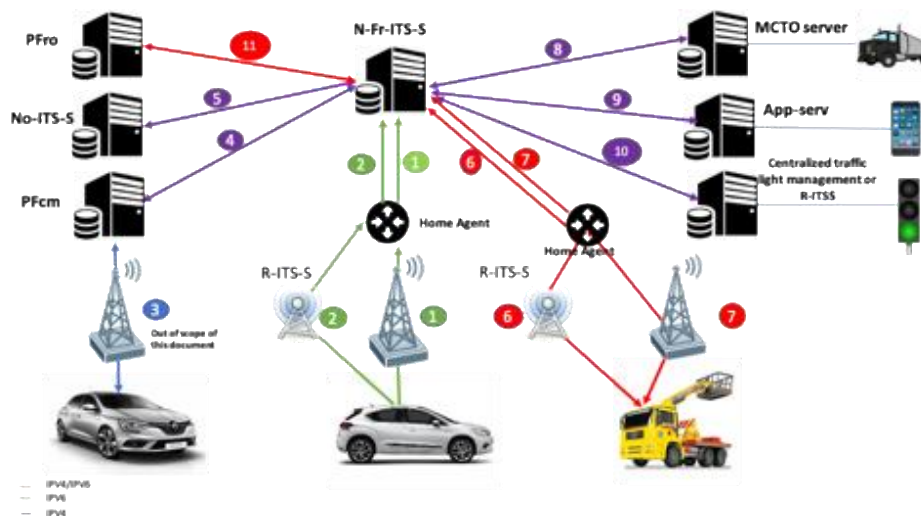 N-Fr-ITS-S
PFro
11
8
MCTO server
5
9
No-ITS-S
App-serv
4
10
2
1
6
7
Centralized traffic
light management or
R-ITSS
PFcm
Home Agent
Home Agent
R-ITS-S
R-ITS-S
3
2
1
6
7
Out of scope of
this document
IPV4/IPV6
IPV6
IPV4